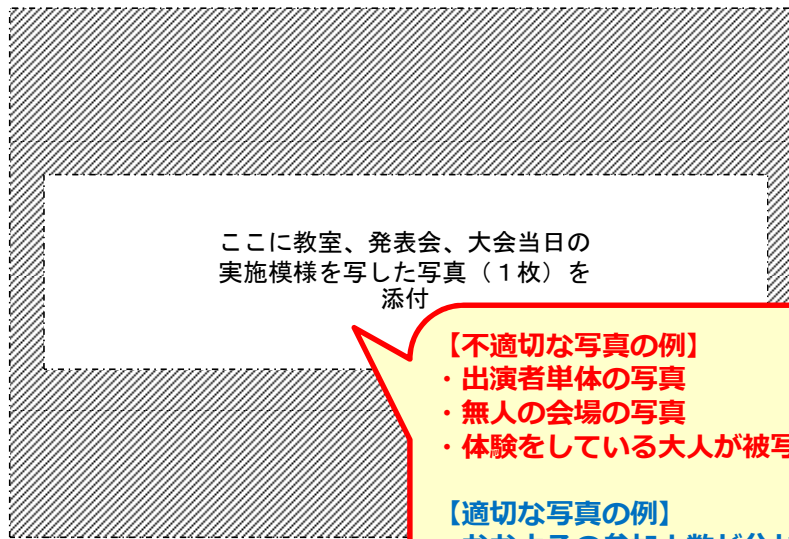 ここに教室、発表会、大会当日の
実施模様を写した写真（１枚）を
添付
【不適切な写真の例】
・出演者単体の写真
・無人の会場の写真
・体験をしている大人が被写
【適切な写真の例】